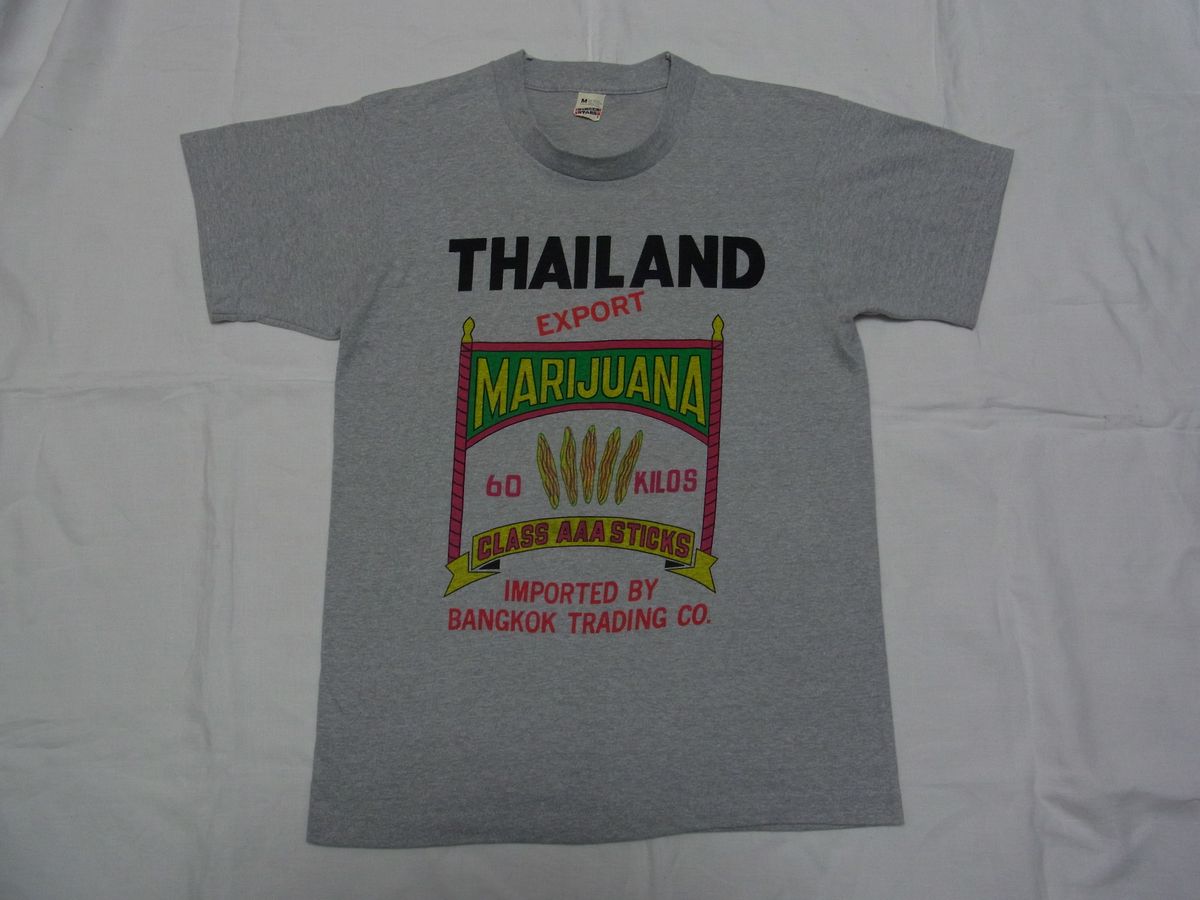 M
THAILAND
EXPORT
MARIJUANA
60 KILOS
CLASS AAA STICKS
IMPORTED BY
BANGKOK TRADING CO.